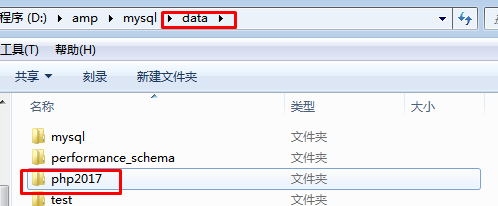 程序 (D:) ▸ amp ▸ mysql ▸ data ▸
工具(T) 帮助(H)
共享 刻录 新建文件夹
名称 类型 大小
mysql 文件夹
performance_schema 文件夹
php2017 文件夹
test 文件夹